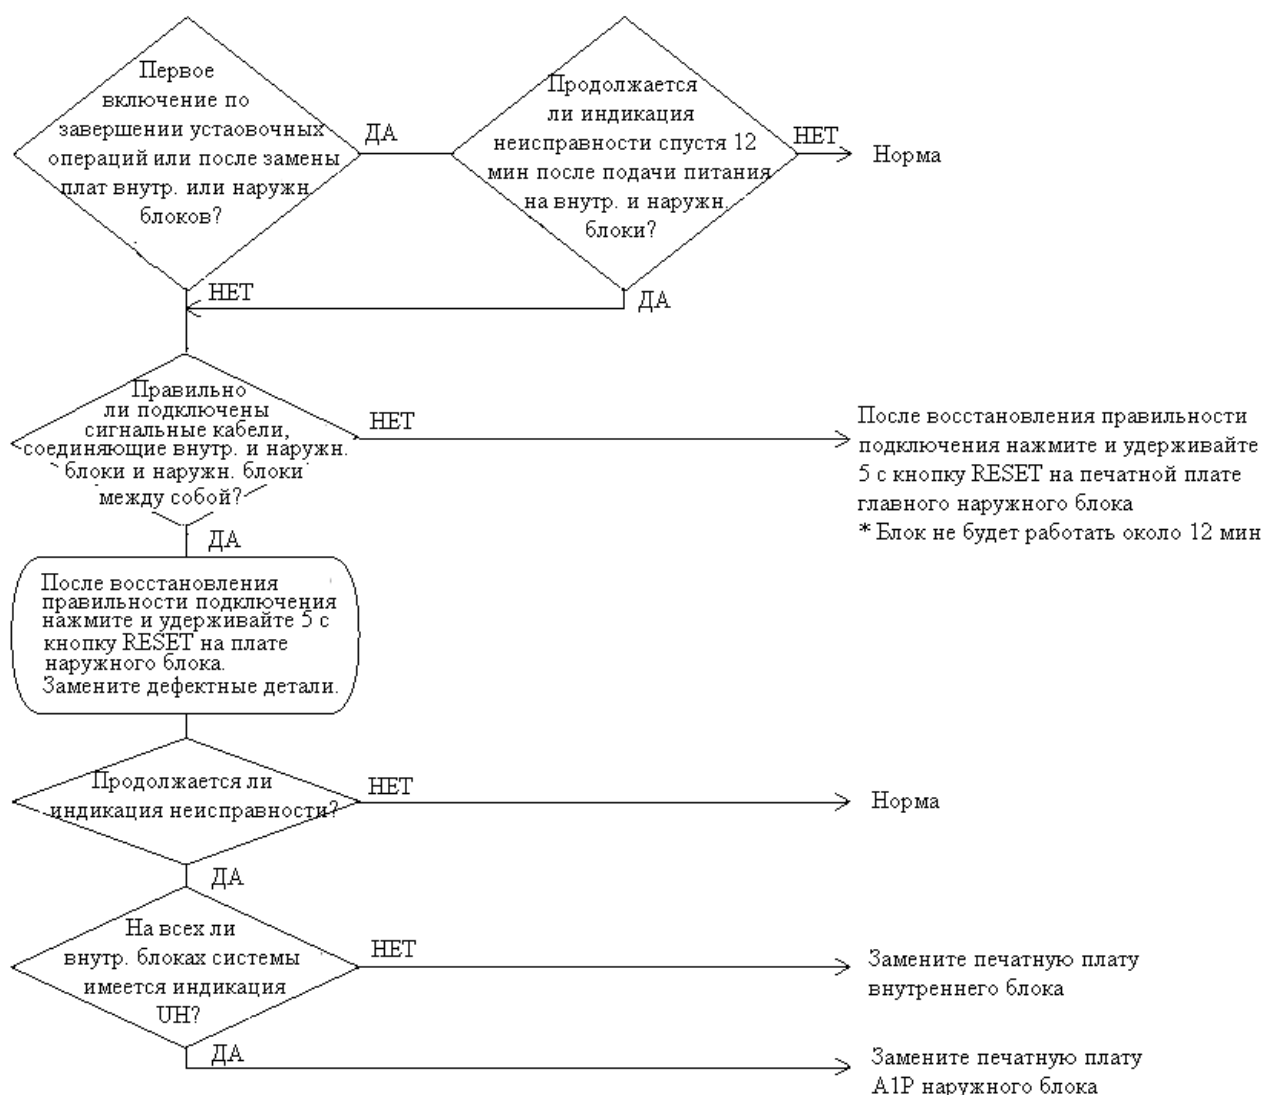 Первое
включение по
завершении устаовочных
операций или после замены
плат внутр. или наружн.
блоков?
ДА
Продолжается
ли индикация
неисправности спустя 12
мин после подачи питания
на внутр. и наружн.
блоки?
НЕТ
Норма
НЕТ
ДА
Правильно
ли подключены
сигнальные кабели,
соединяющие внутр. и наружн.
блоки и наружн. блоки
между собой?
НЕТ
После восстановления правильности
подключения нажмите и удерживайте
5 с кнопку RESET на печатной плате
главного наружного блока
* Блок не будет работать около 12 мин
ДА
После восстановления
правильности подключения
нажмите и удерживайте 5 с
кнопку RESET на плате
наружного блока.
Замените дефектные детали.
Продолжается ли
индикация неисправности?
НЕТ
Норма
ДА
На всех ли
внутр. блоках системы
имеется индикация
UH?
НЕТ
Замените печатную плату
внутреннего блока
ДА
Замените печатную плату
A1P наружного блока